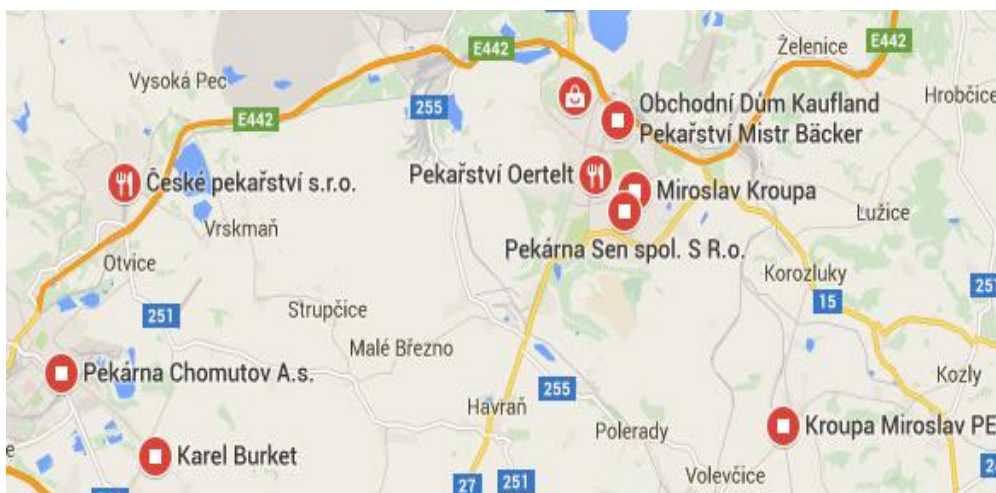 E442
Želenice
E442
Vysoká Pec
255
Hrobčice
E442
Obchodní Dům Kaufland
Pekařství Mistr Bäcker
České pekařství s.r.o.
Pekařství Oertelt
Miroslav Kroupa
Vrskmaň
Lužice
Pekárna Sen spol. S R.o.
Otvice
Korozluky
251
Strupčice
15
251
Malé Březno
Pekárna Chomutov A.s.
Kozly
255
Havraň
Polerady
Kroupa Miroslav PE
Karel Burket
Volevčice
27
251